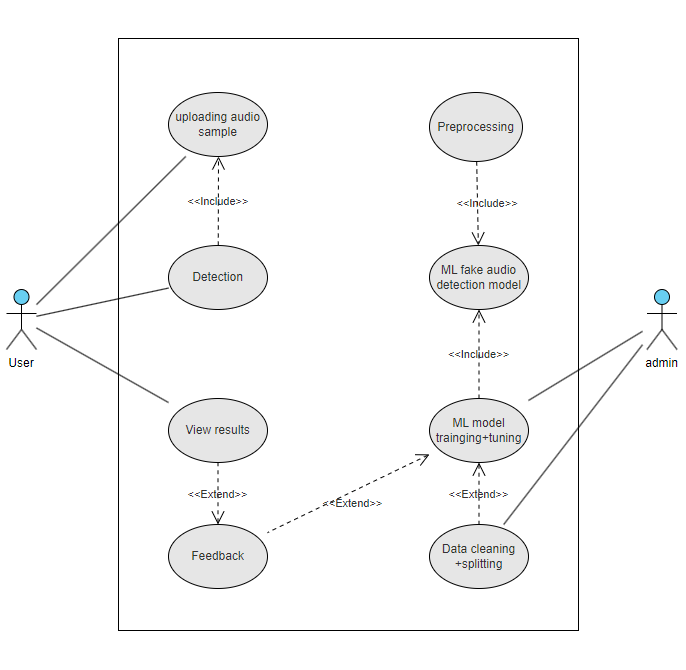 uploading audio
sample
Preprocessing
<<Include>>
<<Include>>
Detection
ML fake audio
detection model
User
admin
<<Include>>
View results
ML model
trainging+tuning
<<Extend>>
<<Extend>>
<<Extend>>
Feedback
Data cleaning
+splitting